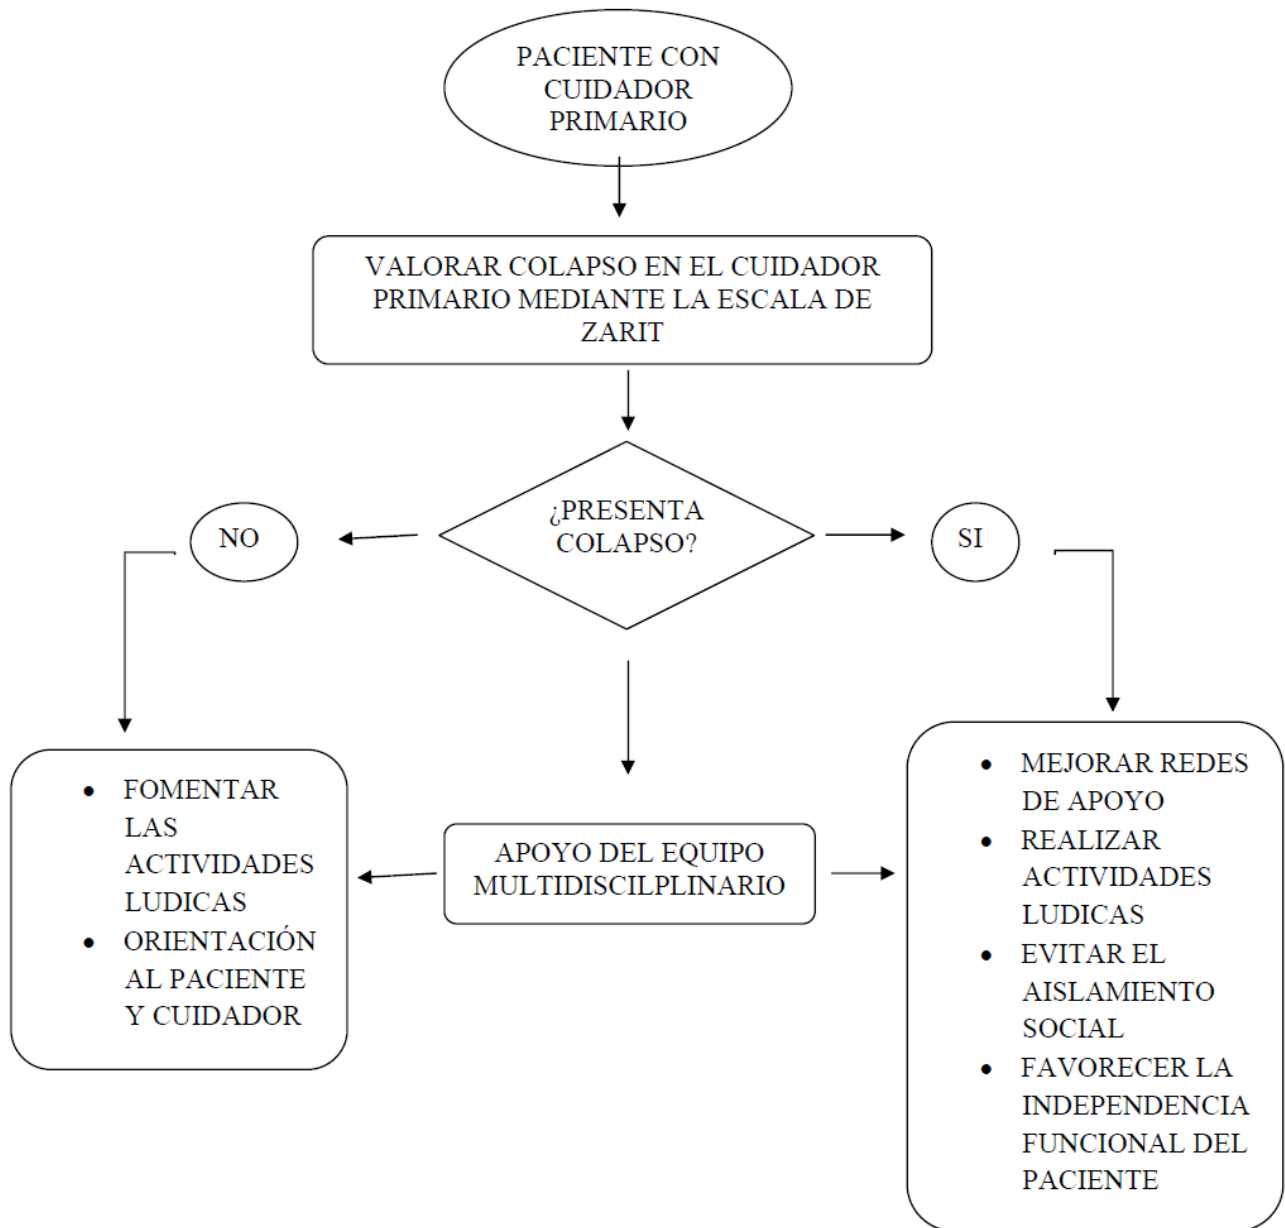 PACIENTE CON
CUIDADOR
PRIMARIO
VALORAR COLAPSO EN EL CUIDADOR
PRIMARIO MEDIANTE LA ESCALA DE
ZARIT
¿PRESENTA
COLAPSO?
NO
SI
• FOMENTAR
LAS
ACTIVIDADES
LUDICAS
• ORIENTACIÓN
AL PACIENTE
Y CUIDADOR
APOYO DEL EQUIPO
MULTIDISCILPLINARIO
• MEJORAR REDES
DE APOYO
• REALIZAR
ACTIVIDADES
LUDICAS
• EVITAR EL
AISLAMIENTO
SOCIAL
• FAVORECER LA
INDEPENDENCIA
FUNCIONAL DEL
PACIENTE